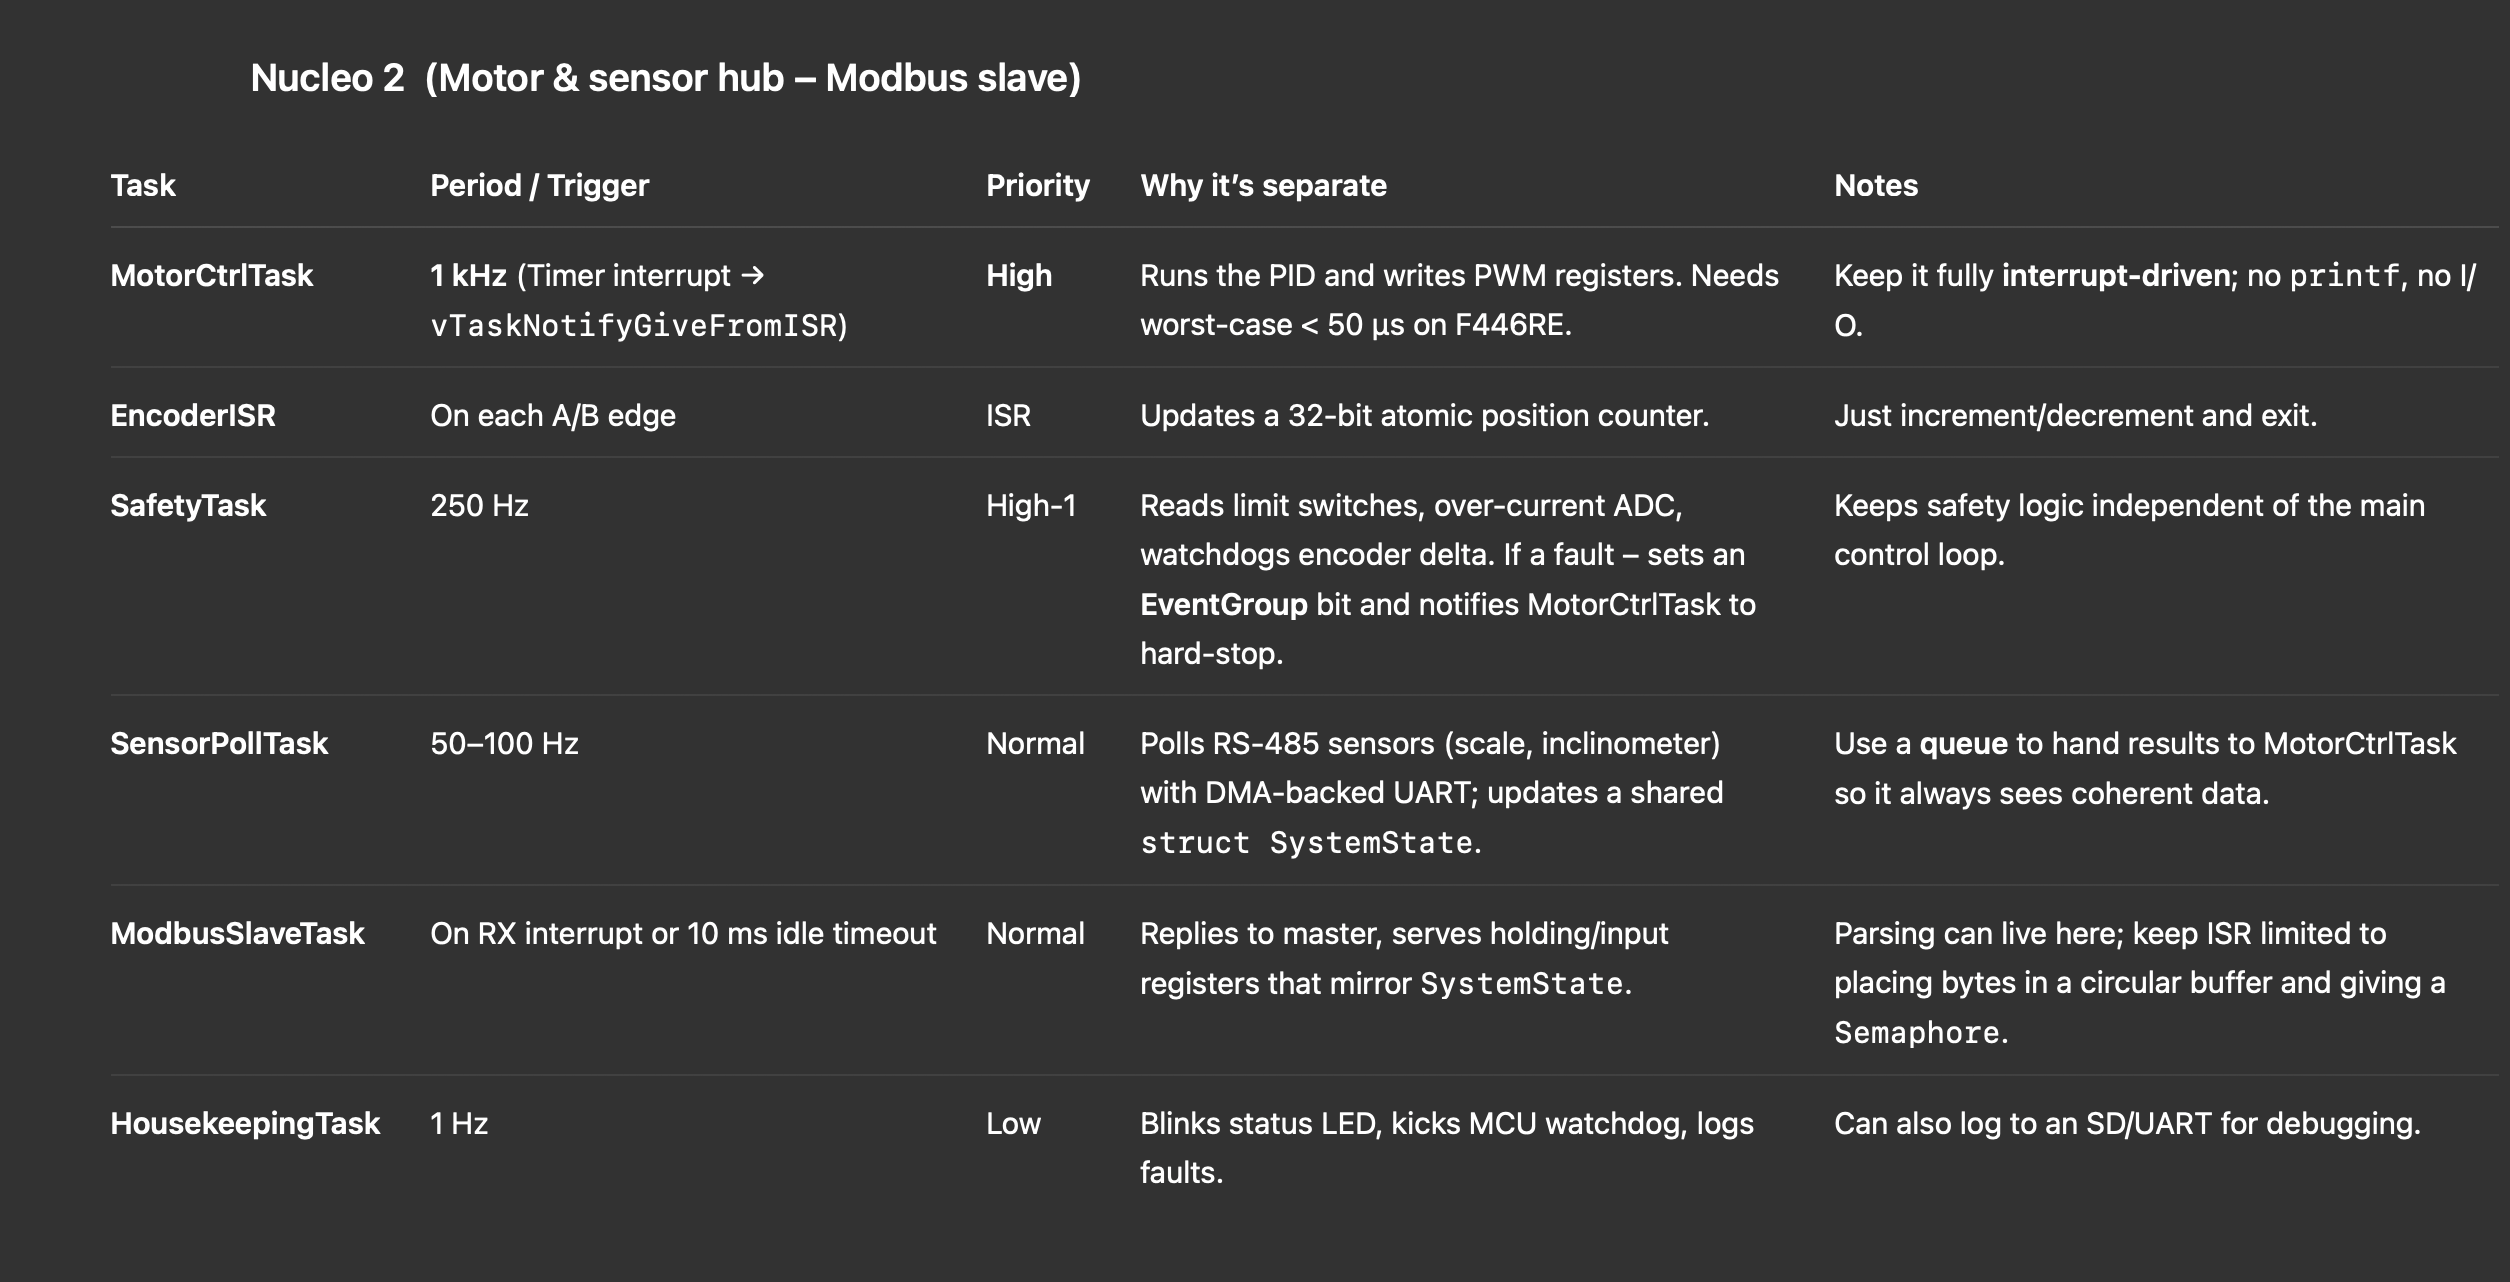 Nucleo 2 (Motor & sensor hub – Modbus slave)
Task Period / Trigger Priority Why it’s separate Notes
MotorCtrlTask 1 kHz (Timer interrupt → High Runs the PID and writes PWM registers. Needs Keep it fully interrupt-driven; no printf, no I/
vTaskNotifyGiveFromISR) worst-case < 50 µs on F446RE. O.
EncoderISR On each A/B edge ISR Updates a 32-bit atomic position counter. Just increment/decrement and exit.
SafetyTask 250 Hz High-1 Reads limit switches, over-current ADC, Keeps safety logic independent of the main
watchdogs encoder delta. If a fault – sets an control loop.
EventGroup bit and notifies MotorCtrlTask to
hard-stop.
SensorPollTask 50–100 Hz Normal Polls RS-485 sensors (scale, inclinometer) Use a queue to hand results to MotorCtrlTask
with DMA-backed UART; updates a shared so it always sees coherent data.
struct SystemState.
ModbusSlaveTask On RX interrupt or 10 ms idle timeout Normal Replies to master, serves holding/input Parsing can live here; keep ISR limited to
registers that mirror SystemState. placing bytes in a circular buffer and giving a
Semaphore.
HousekeepingTask 1 Hz Low Blinks status LED, kicks MCU watchdog, logs Can also log to an SD/UART for debugging.
faults.